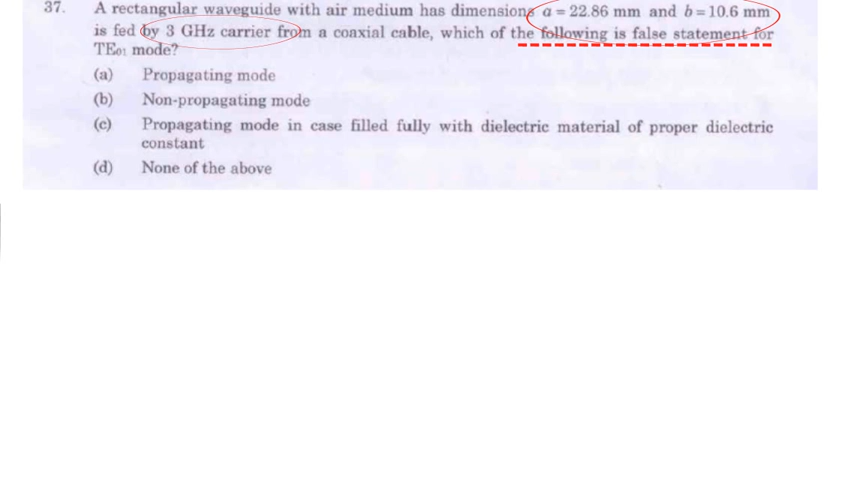 37. A rectangular waveguide with air medium has dimensions a = 22.86 mm and b = 10.6 mm
is fed by 3 GHz carrier from a coaxial cable, which of the following is false statement for
TE₀₁ mode?
(a) Propagating mode
(b) Non-propagating mode
(c) Propagating mode in case filled fully with dielectric material of proper dielectric
constant
(d) None of the above